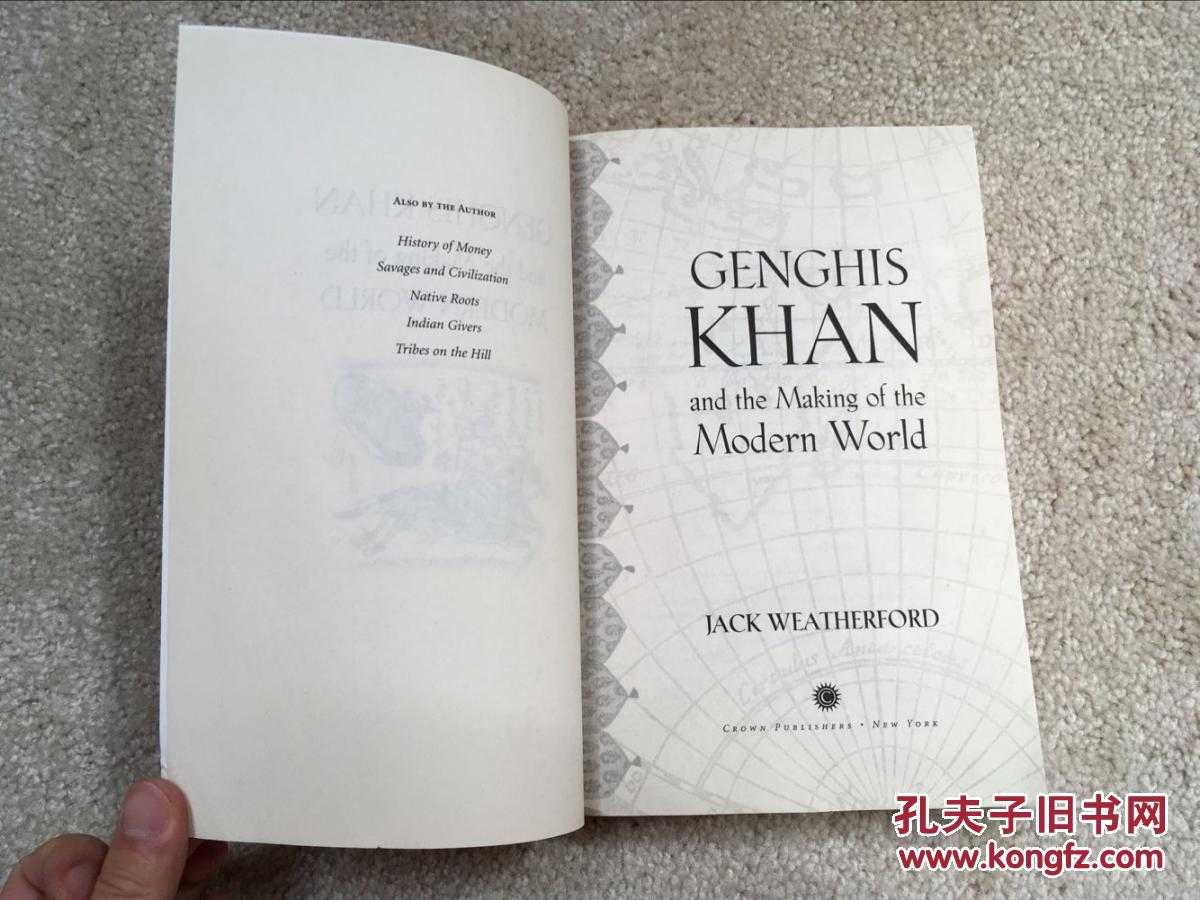 ALSO BY THE AUTHOR
History of Money
Savages and Civilization
Native Roots
Indian Givers
Tribes on the Hill
GENGHIS
KHAN
and the Making of the
Modern World
JACK WEATHERFORD
CROWN PUBLISHERS • NEW YORK
孔夫子旧书网
www.kongfz.com